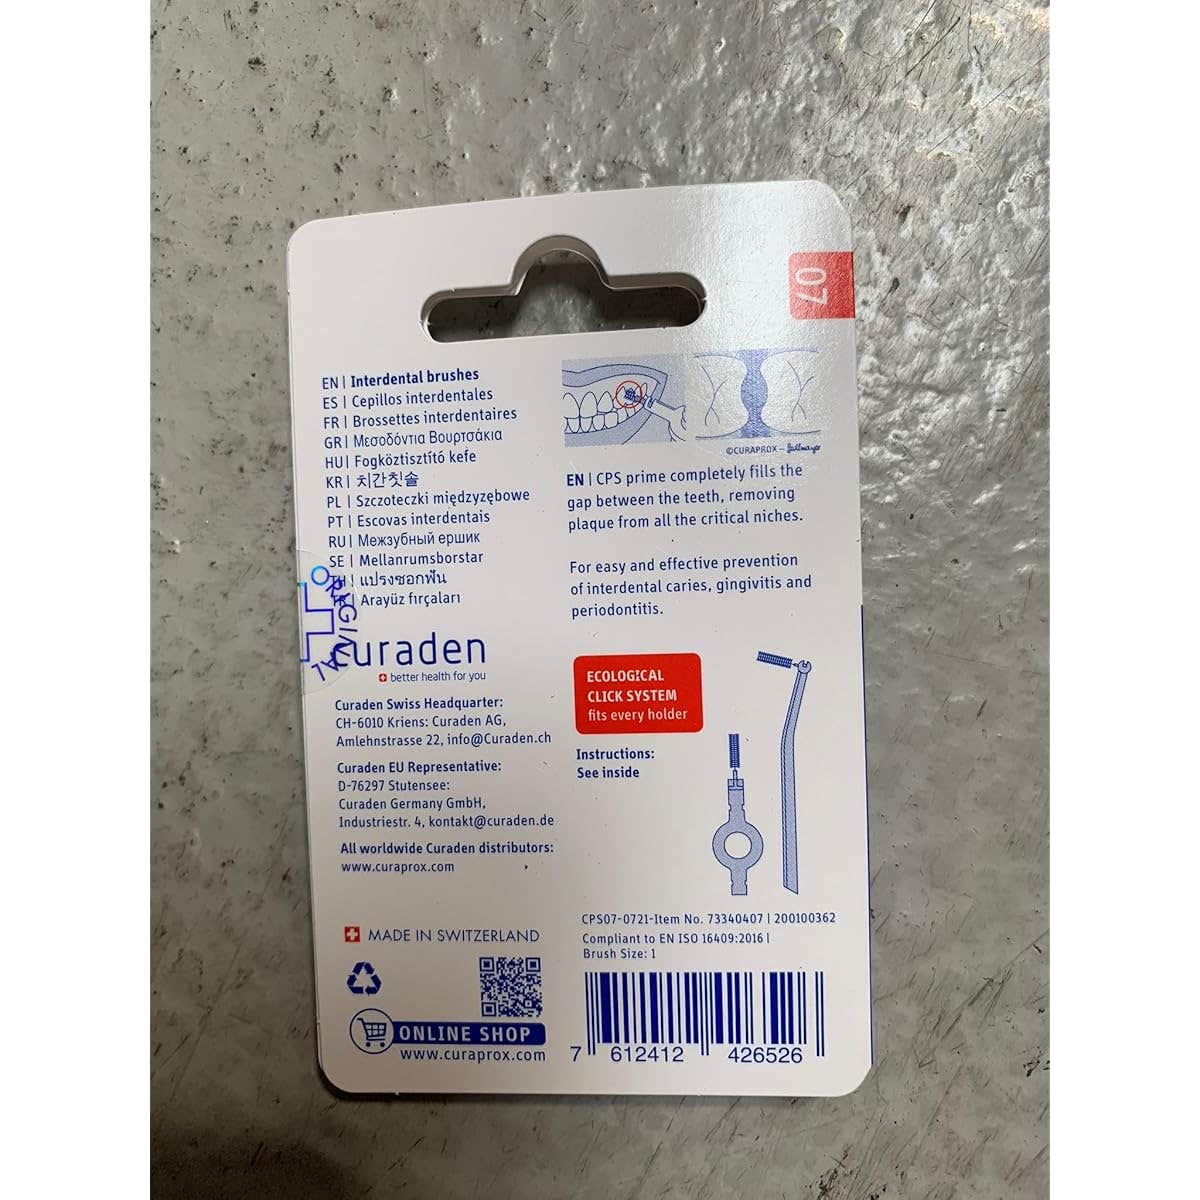 07
EN | Interdental brushes
ES | Cepillos interdentales
FR | Brossettes interdentaires
GR | Μεσοδόντια Βουρτσάκια
HU | Fogköztisztító kefe
KR | 치간칫솔
PL | Szczoteczki międzyzębowe
PT | Escovas interdentais
RU | Межзубный ершик
SE | Mellanrumsborstar
แปรงซอกฟัน
Arayüz fırçaları
ORIGINAL
curaden
better health for you
Curaden Swiss Headquarter:
CH-6010 Kriens: Curaden AG,
Amlehnstrasse 22, info@Curaden.ch
Curaden EU Representative:
D-76297 Stutensee:
Curaden Germany GmbH,
Industriestr. 4, kontakt@curaden.de
All worldwide Curaden distributors:
www.curaprox.com
MADE IN SWITZERLAND
ONLINE SHOP
www.curaprox.com
©CURAPROX –
EN | CPS prime completely fills the
gap between the teeth, removing
plaque from all the critical niches.
For easy and effective prevention
of interdental caries, gingivitis and
periodontitis.
ECOLOGICAL
CLICK SYSTEM
fits every holder
Instructions:
See inside
CPS07-0721-Item No. 73340407 | 200100362
Compliant to EN ISO 16409:2016 |
Brush Size: 1
7 612412 426526